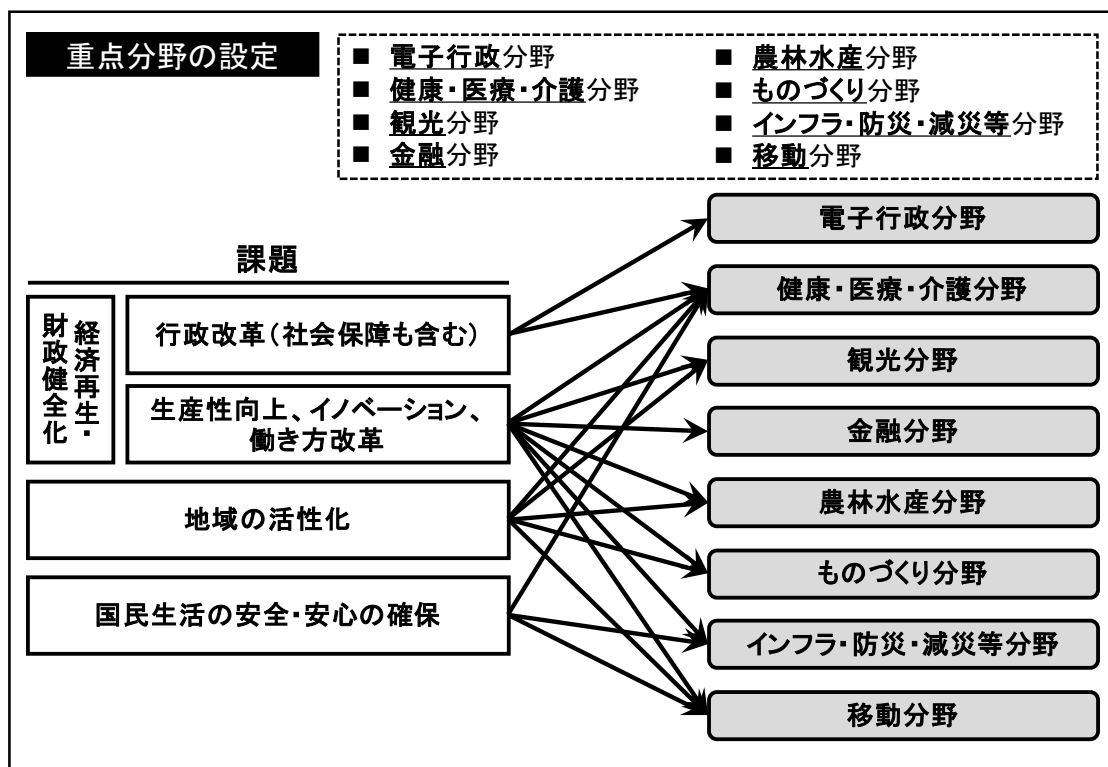 重点分野の設定
■ 電子行政分野
■ 健康・医療・介護分野
■ 観光分野
■ 金融分野
■ 農林水産分野
■ ものづくり分野
■ インフラ・防災・減災等分野
■ 移動分野
課題
経済再生・
財政健全化
行政改革（社会保障も含む）
生産性向上、イノベーション、
働き方改革
地域の活性化
国民生活の安全・安心の確保
電子行政分野
健康・医療・介護分野
観光分野
金融分野
農林水産分野
ものづくり分野
インフラ・防災・減災等分野
移動分野